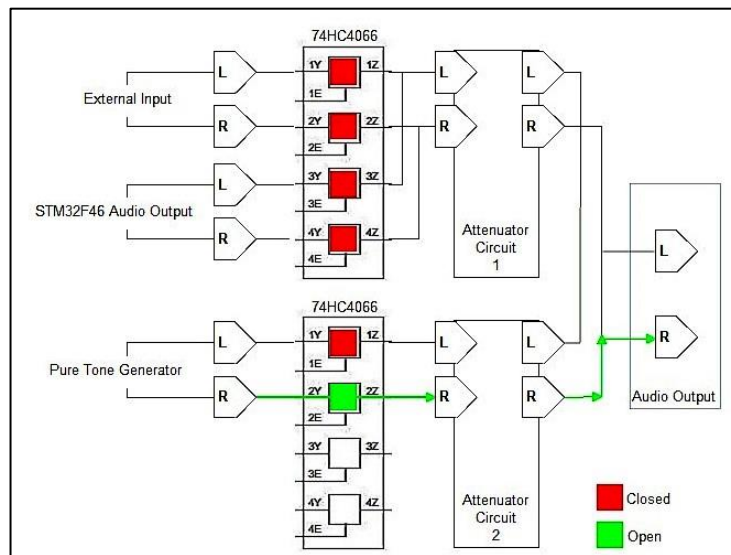 74HC4066
L
1Y
1Z
L
L
1E
External Input
R
2Y
2Z
R
R
2E
L
3Y
3Z
3E
STM32F46 Audio Output
R
4Y
4Z
4E
Attenuator
Circuit
1
L
74HC4066
L
1Y
1Z
L
L
R
1E
Pure Tone Generator
R
2Y
2Z
R
R
Audio Output
2E
3Y
3Z
3E
4Y
4Z
4E
Attenuator
Circuit
2
Closed
Open